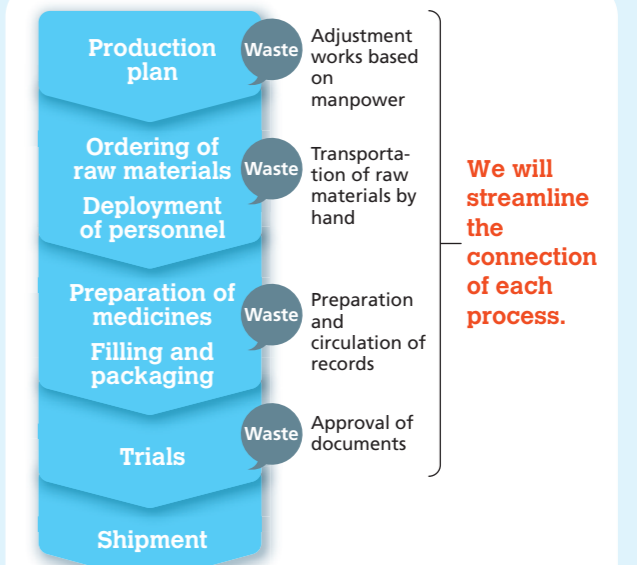 Production
plan
Waste
Adjustment
works based
on
manpower
Ordering of
raw materials
Deployment
of personnel
Waste
Transporta-
tion of raw
materials by
hand
Preparation of
medicines
Filling and
packaging
Waste
Preparation
and
circulation of
records
Trials
Waste
Approval of
documents
Shipment
We will
streamline
the
connection
of each
process.